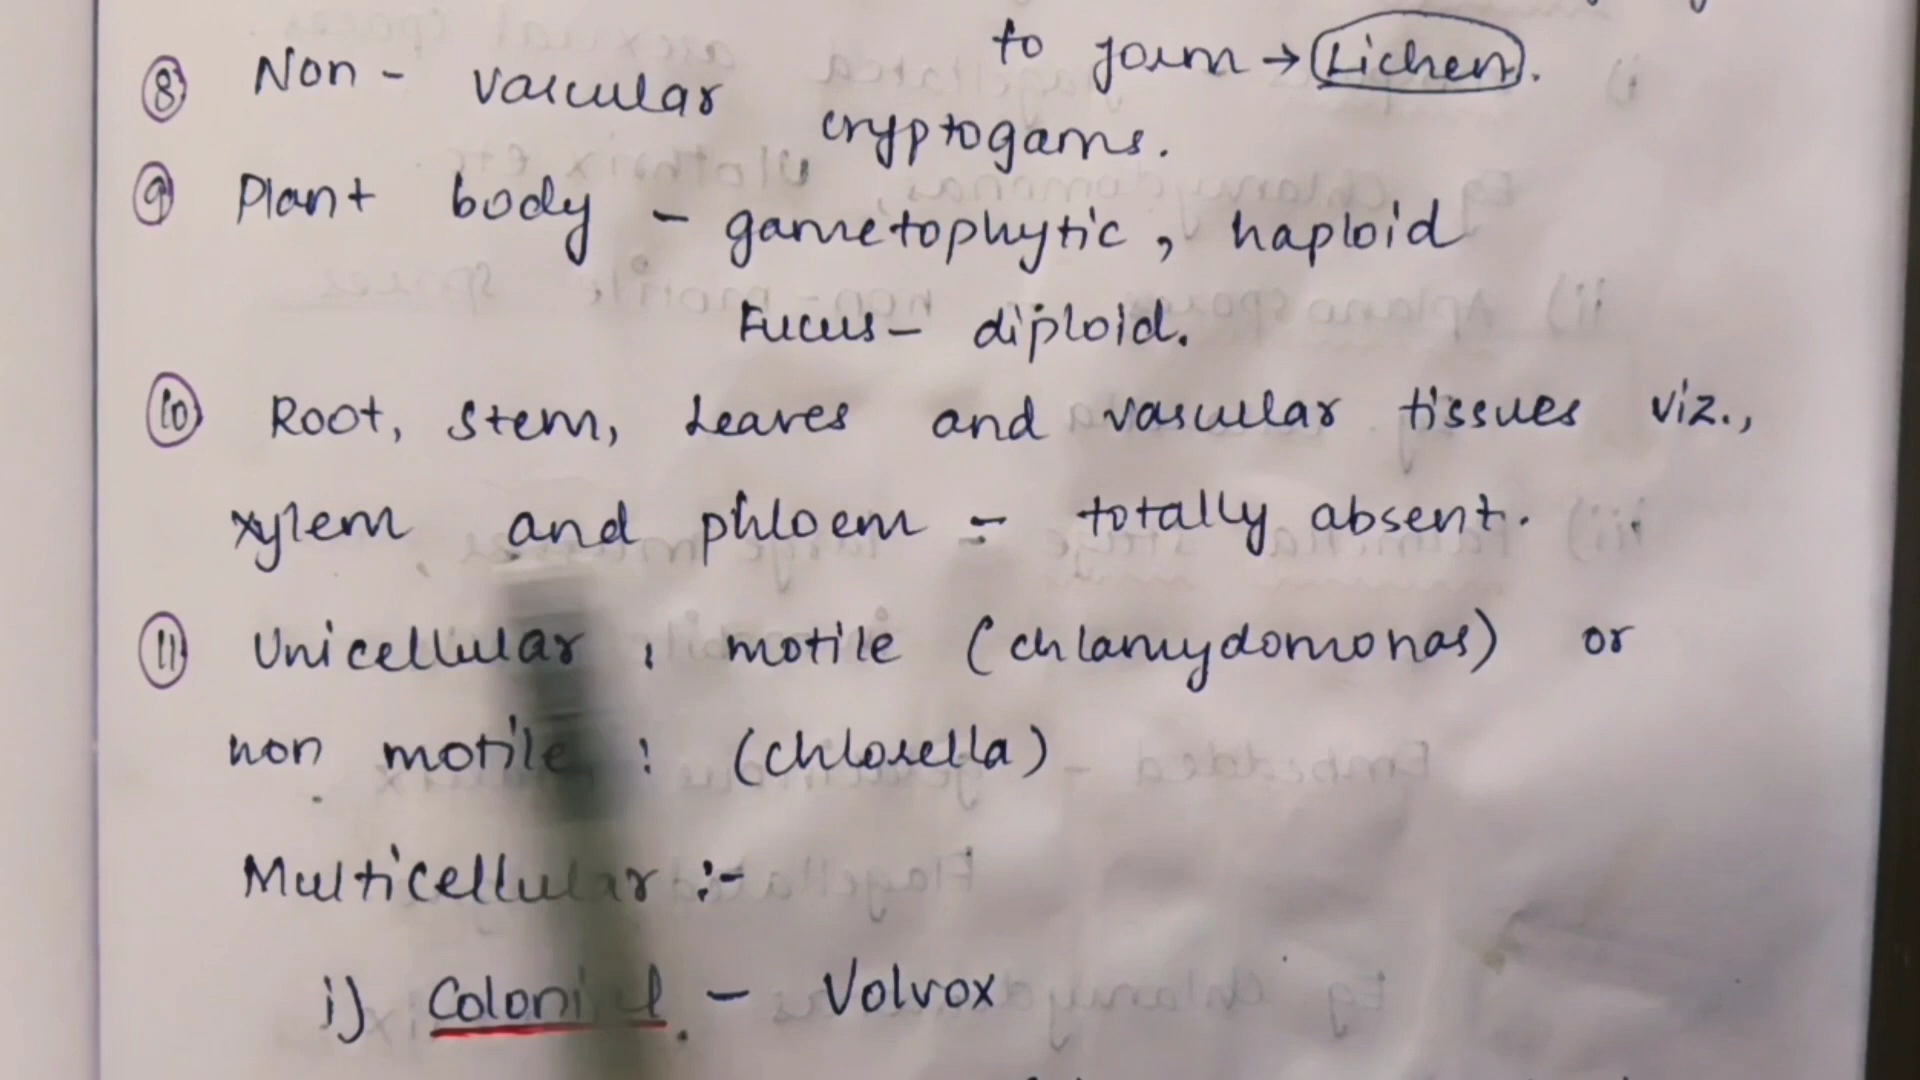 to form → Lichen.
⑧ Non - vascular cryptogams.
⑨ Plant body - gametophytic, haploid
Fucus - diploid.
⑩ Root, stem, Leaves and vascular tissues viz.,
xylem and phloem - totally absent.
⑪ Unicellular : motile (chlamydomonas) or
non motile : (chlorella)
Multicellular :-
i) Colonial - Volvox